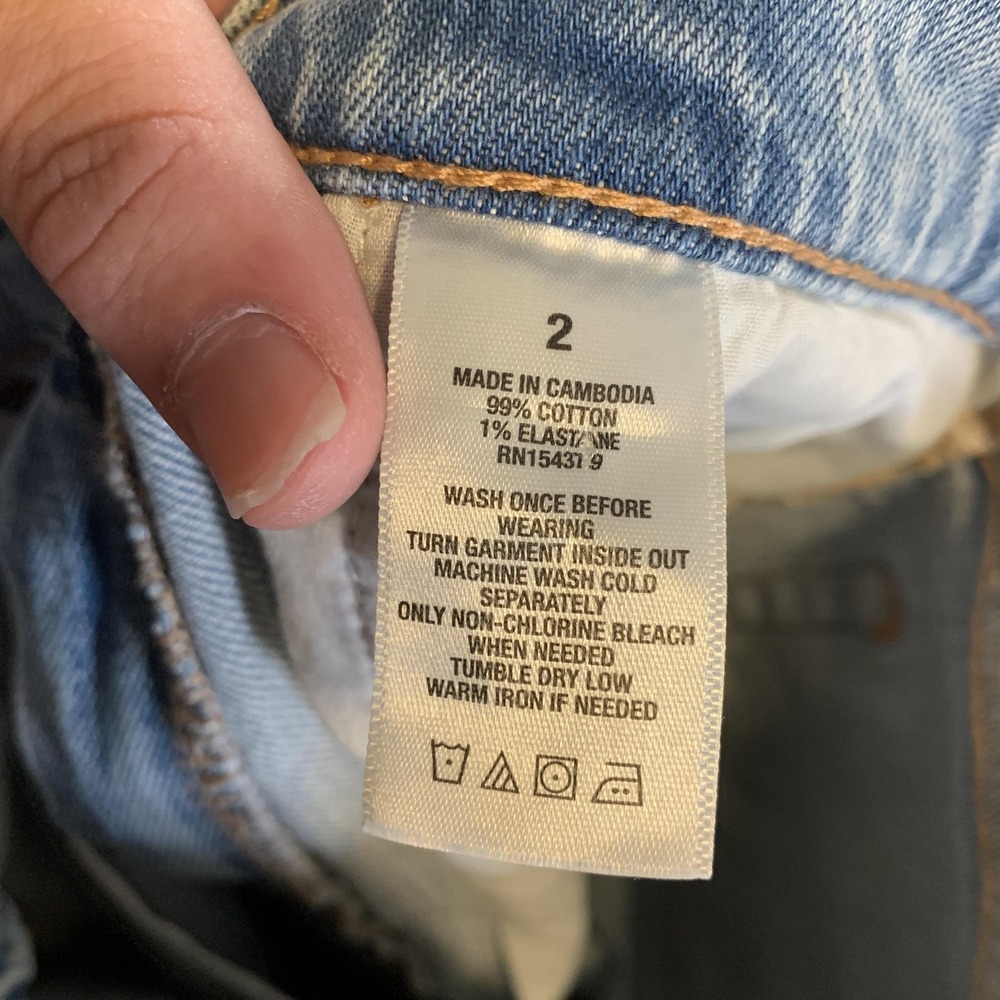 2
MADE IN CAMBODIA
99% COTTON
1% ELASTANE
RN154379
WASH ONCE BEFORE
WEARING
TURN GARMENT INSIDE OUT
MACHINE WASH COLD
SEPARATELY
ONLY NON-CHLORINE BLEACH
WHEN NEEDED
TUMBLE DRY LOW
WARM IRON IF NEEDED